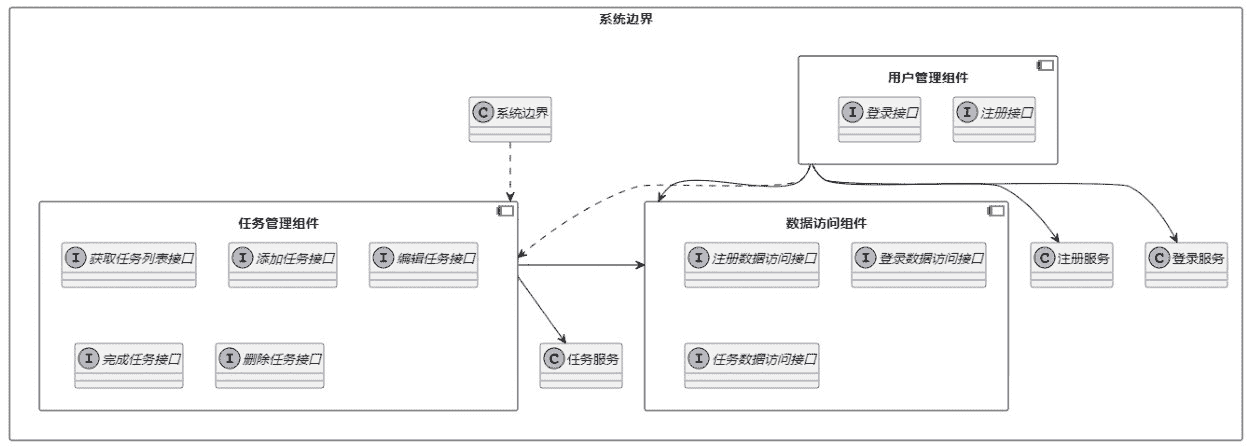 系统边界
用户管理组件
I 登录接口
I 注册接口
C 系统边界
任务管理组件
I 获取任务列表接口
I 添加任务接口
I 编辑任务接口
I 完成任务接口
I 删除任务接口
C 任务服务
数据访问组件
I 注册数据访问接口
I 登录数据访问接口
I 任务数据访问接口
C 注册服务
C 登录服务